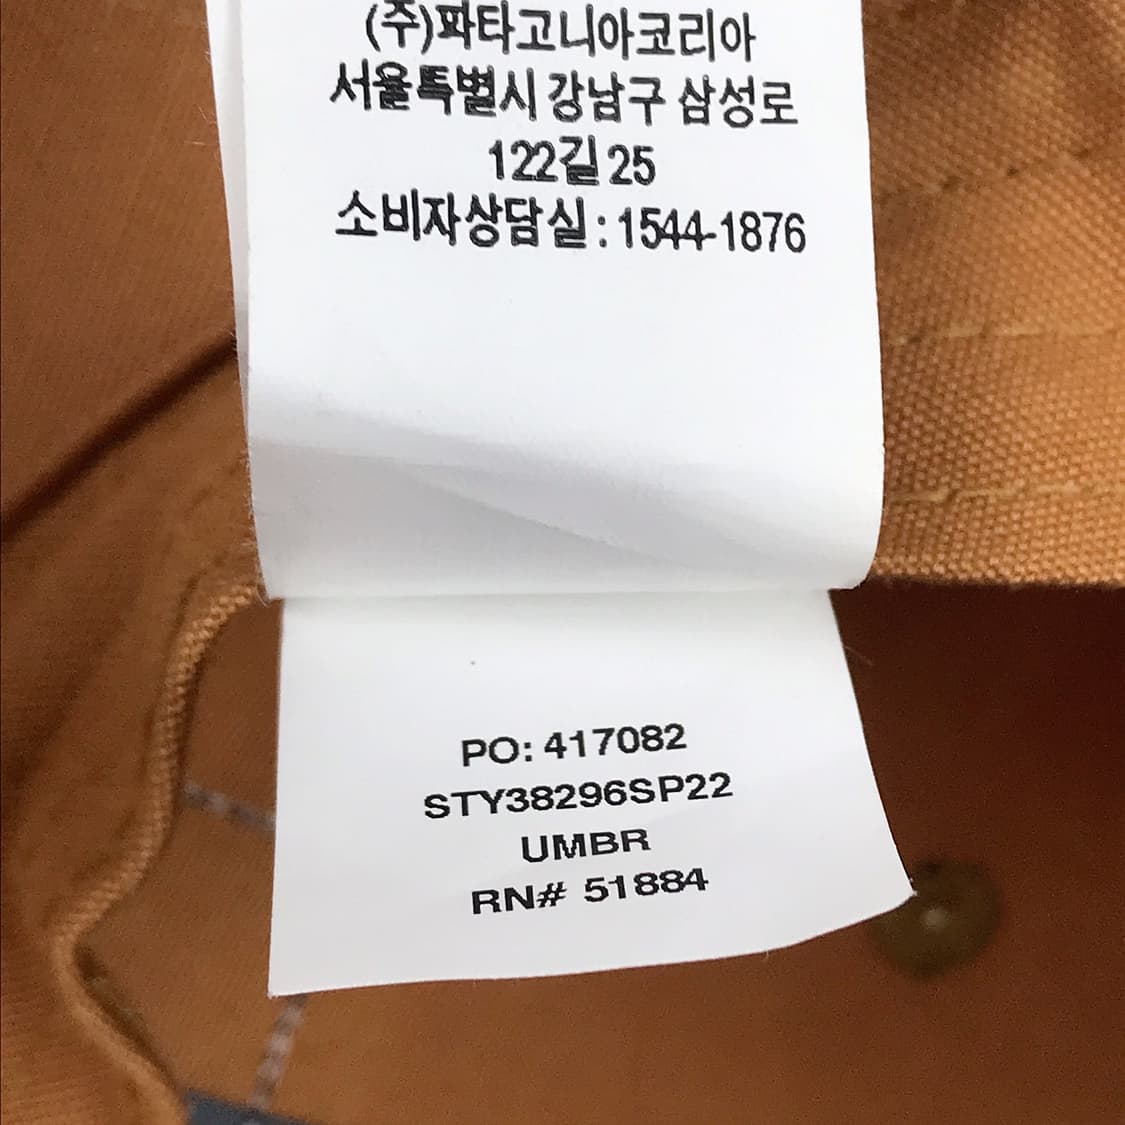 (주)파타고니아코리아
서울특별시 강남구 삼성로
122길 25
소비자상담실 : 1544-1876
PO: 417082
STY38296SP22
UMBR
RN# 51884